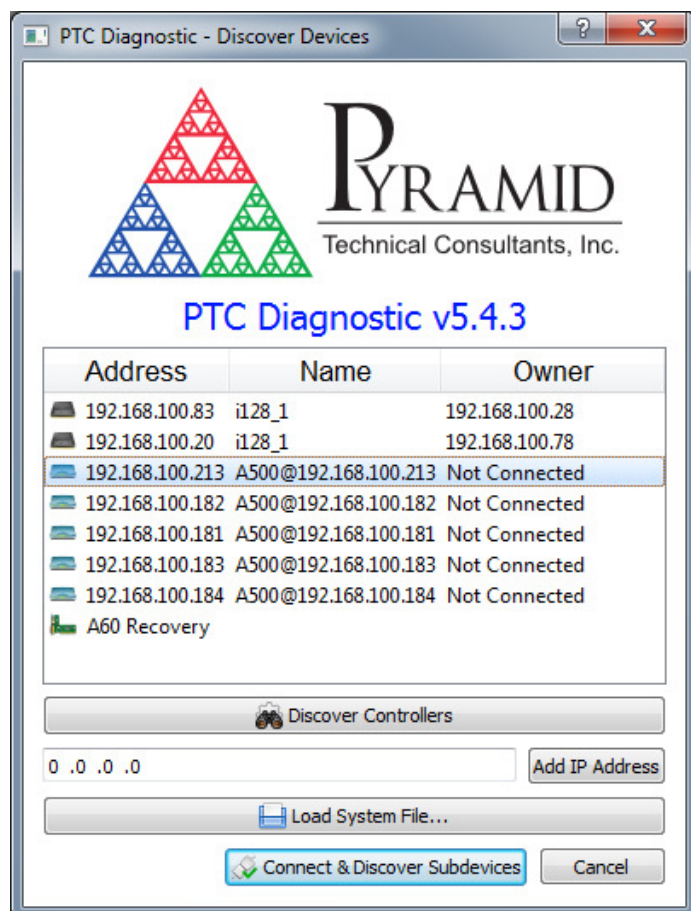 PTC Diagnostic - Discover Devices
PYRAMID
Technical Consultants, Inc.
PTC Diagnostic v5.4.3
Address Name Owner
192.168.100.83 i128_1 192.168.100.28
192.168.100.20 i128_1 192.168.100.78
192.168.100.213 A500@192.168.100.213 Not Connected
192.168.100.182 A500@192.168.100.182 Not Connected
192.168.100.181 A500@192.168.100.181 Not Connected
192.168.100.183 A500@192.168.100.183 Not Connected
192.168.100.184 A500@192.168.100.184 Not Connected
A60 Recovery
Discover Controllers
0 .0 .0 .0 Add IP Address
Load System File...
Connect & Discover Subdevices Cancel